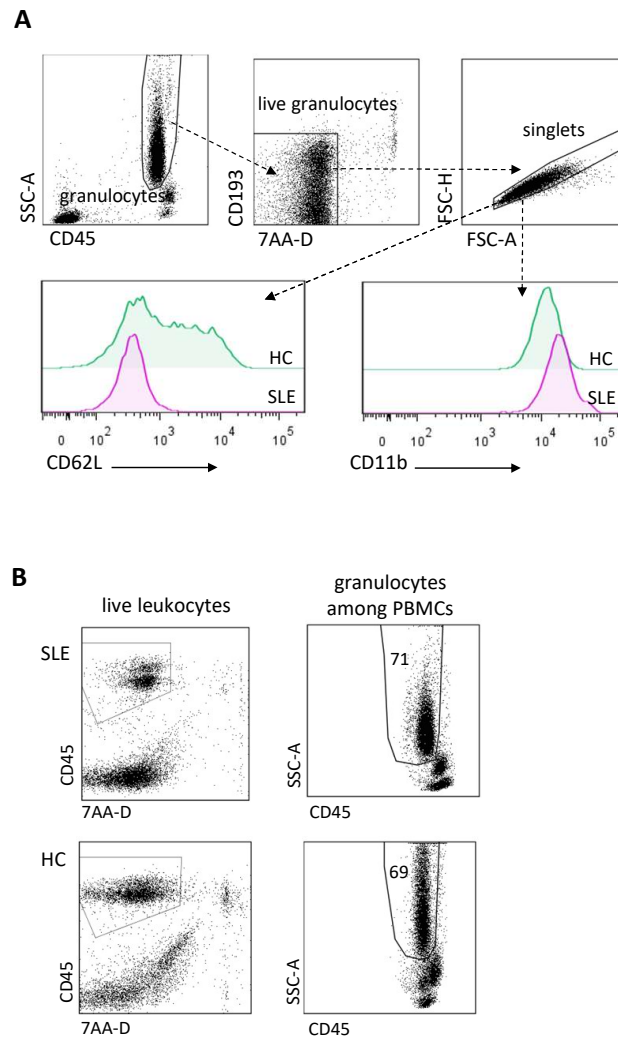 A
live granulocytes
singlets
SSC-A
granulocytes
CD193
FSC-H
CD45
7AA-D
FSC-A
HC
SLE
0 10² 10³ 10⁴ 10⁵
CD62L
HC
SLE
0 10³ 10⁴ 10⁵
CD11b
B
live leukocytes
granulocytes
among PBMCs
SLE
CD45
7AA-D
71
SSC-A
CD45
HC
CD45
7AA-D
69
SSC-A
CD45